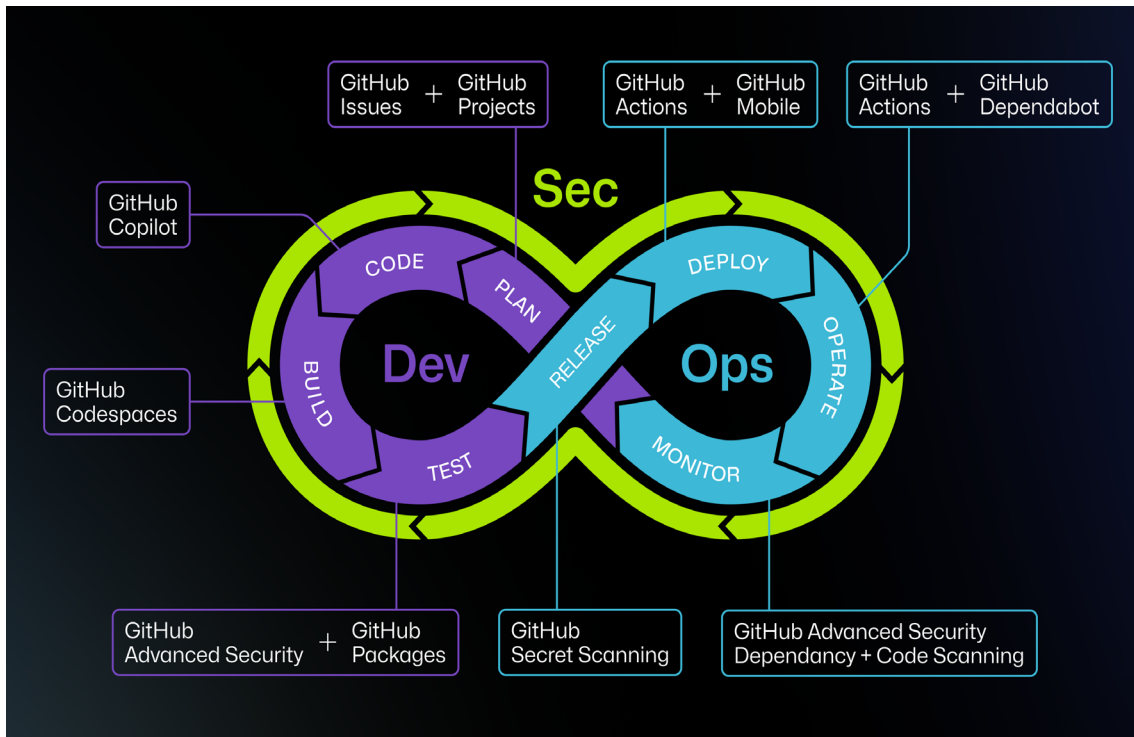 GitHub Issues + GitHub Projects
GitHub Actions + GitHub Mobile
GitHub Actions + GitHub Dependabot
Sec
GitHub
Copilot
CODE
PLAN
DEPLOY
RELEASE
OPERATE
Dev
Ops
BUILD
GitHub
Codespaces
TEST
MONITOR
GitHub Advanced Security + GitHub Packages
GitHub
Secret Scanning
GitHub Advanced Security
Dependancy + Code Scanning